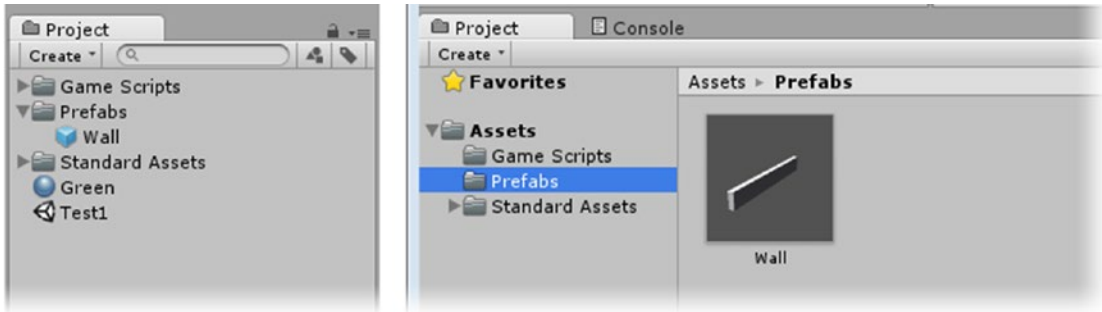 Project
Create
Game Scripts
Prefabs
Wall
Standard Assets
Green
Test1
Project Console
Create
Favorites
Assets
Game Scripts
Prefabs
Standard Assets
Assets Prefabs
Wall